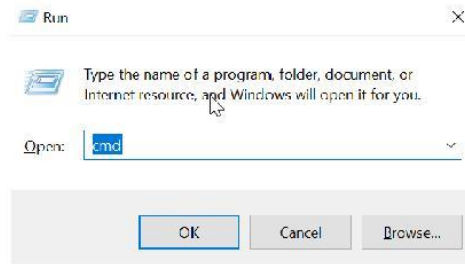 Run
Type the name of a program, folder, document, or
Internet resource, and Windows will open it for you.
Open: cmd
OK Cancel Browse...